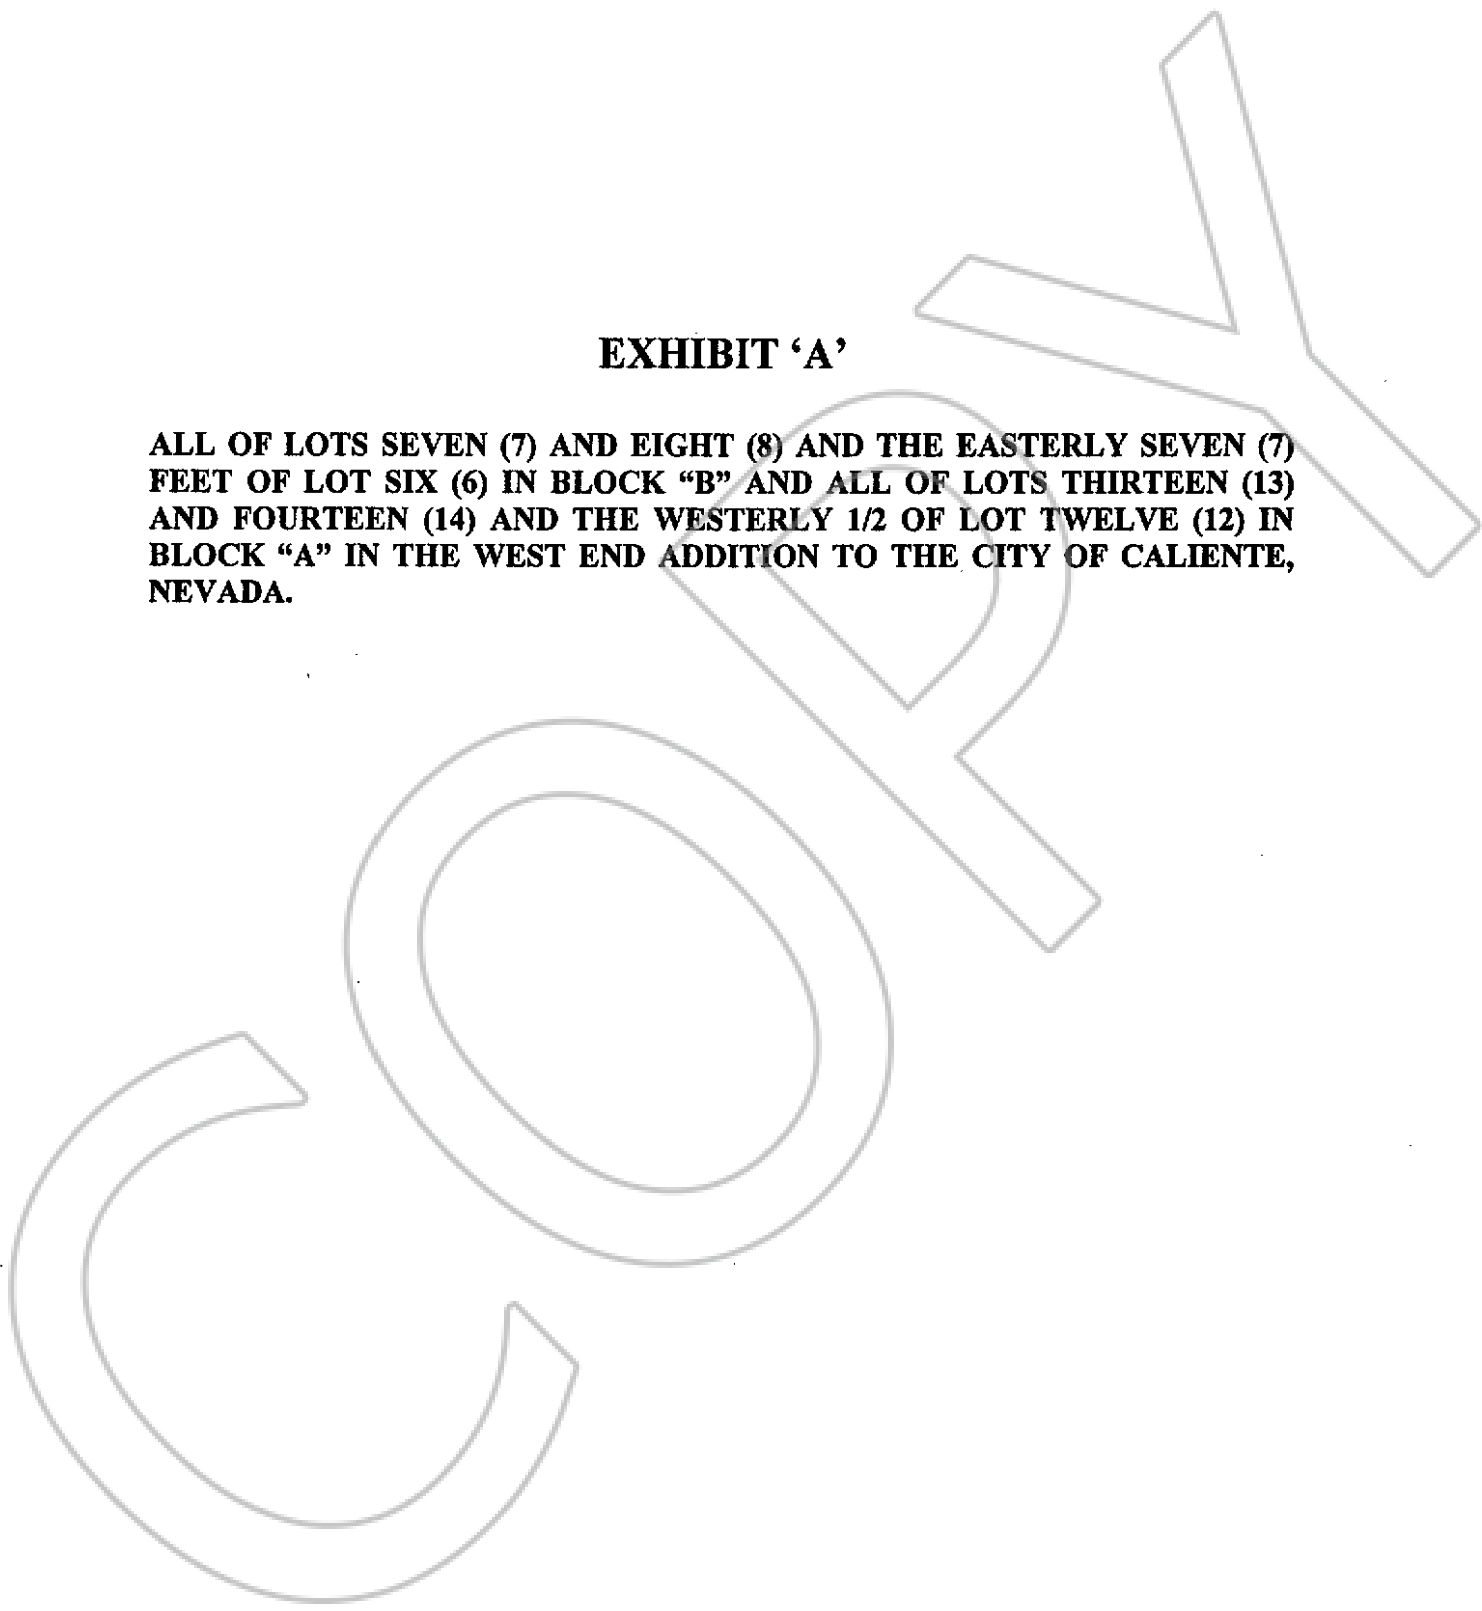 EXHIBIT ‘A’
ALL OF LOTS SEVEN (7) AND EIGHT (8) AND THE EASTERLY SEVEN (7)
FEET OF LOT SIX (6) IN BLOCK “B” AND ALL OF LOTS THIRTEEN (13)
AND FOURTEEN (14) AND THE WESTERLY 1/2 OF LOT TWELVE (12) IN
BLOCK “A” IN THE WEST END ADDITION TO THE CITY OF CALIENTE,
NEVADA.
COPY